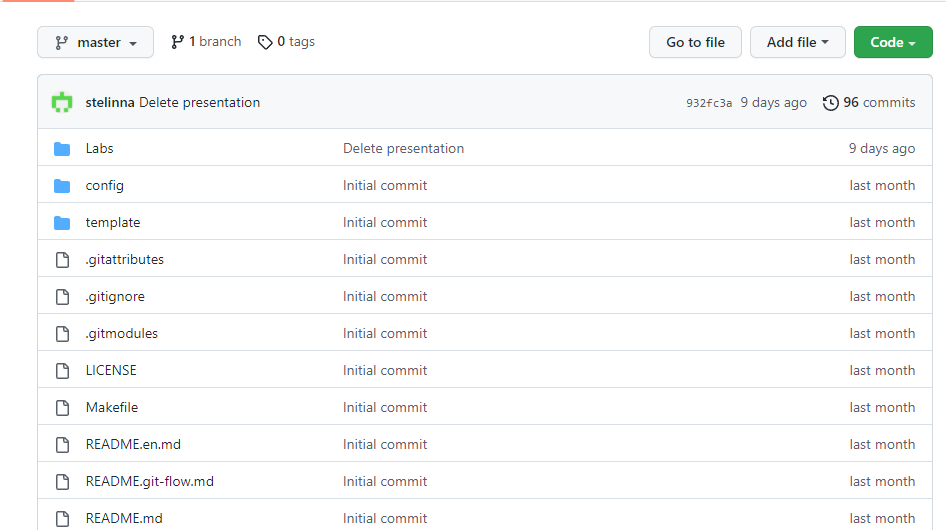 master 1 branch 0 tags Go to file Add file Code
stelinna Delete presentation 932fc3a 9 days ago 96 commits
Labs Delete presentation 9 days ago
config Initial commit last month
template Initial commit last month
.gitattributes Initial commit last month
.gitignore Initial commit last month
.gitmodules Initial commit last month
LICENSE Initial commit last month
Makefile Initial commit last month
README.en.md Initial commit last month
README.git-flow.md Initial commit last month
README.md Initial commit last month